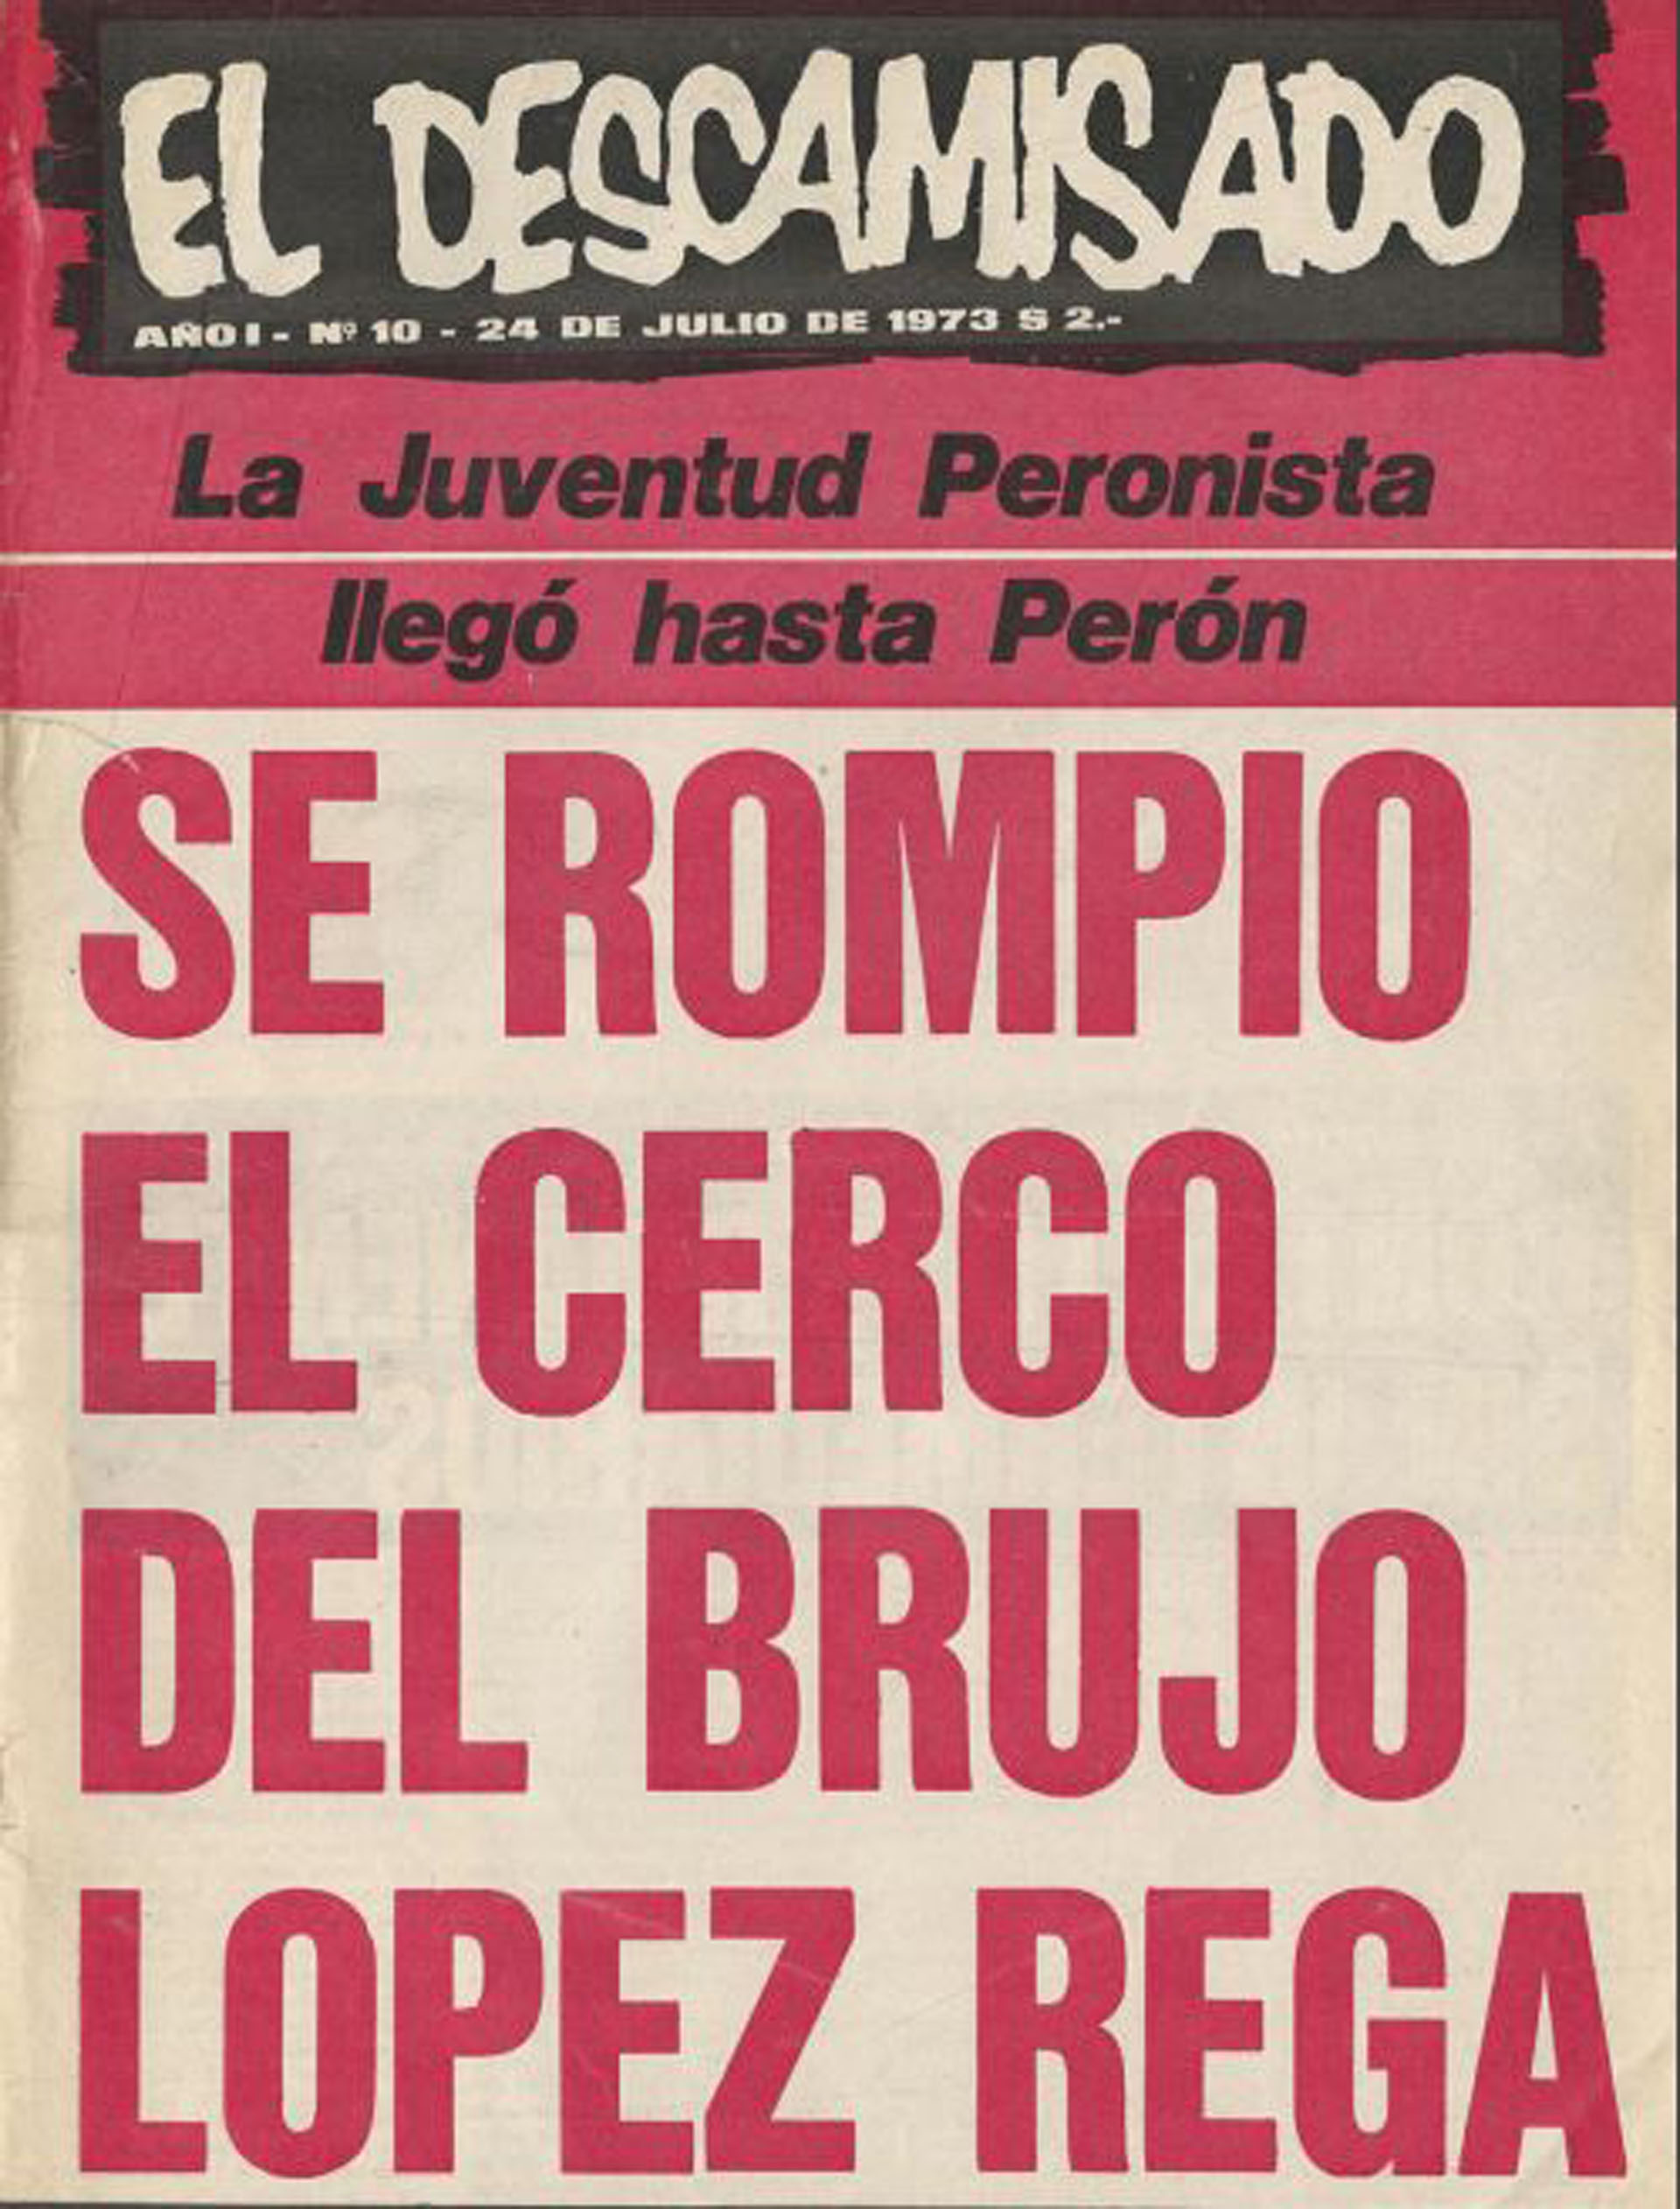 EL DESCAMISADO
AÑO I - Nº 10 - 24 DE JULIO DE 1973 $ 2.-
La Juventud Peronista
llegó hasta Perón
SE ROMPIO
EL CERCO
DEL BRUJO
LOPEZ REGA